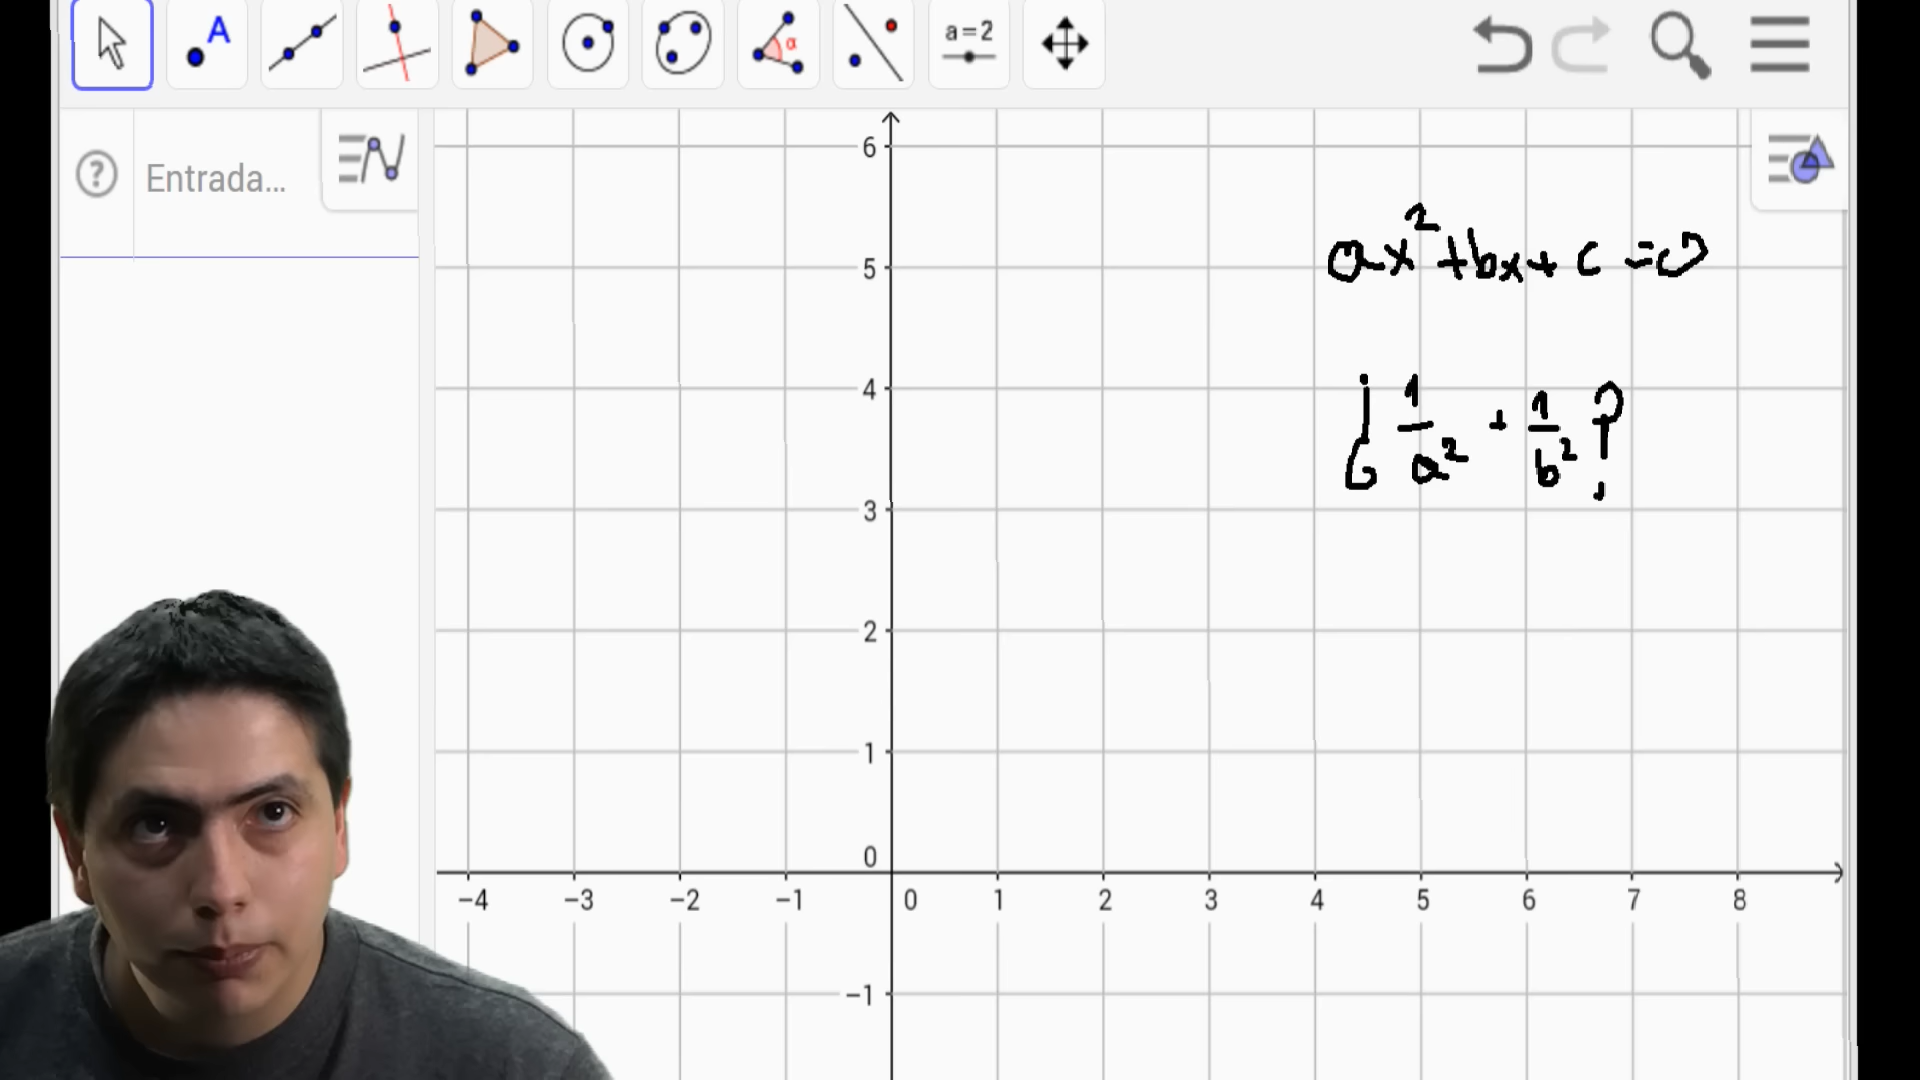 A
α
a=2
?
Entrada...
6
ax²+bx+c=0
5
4
¿ 1/a² + 1/b² ?
3
2
1
0
−4 −3 −2 −1 0 1 2 3 4 5 6 7 8
−1